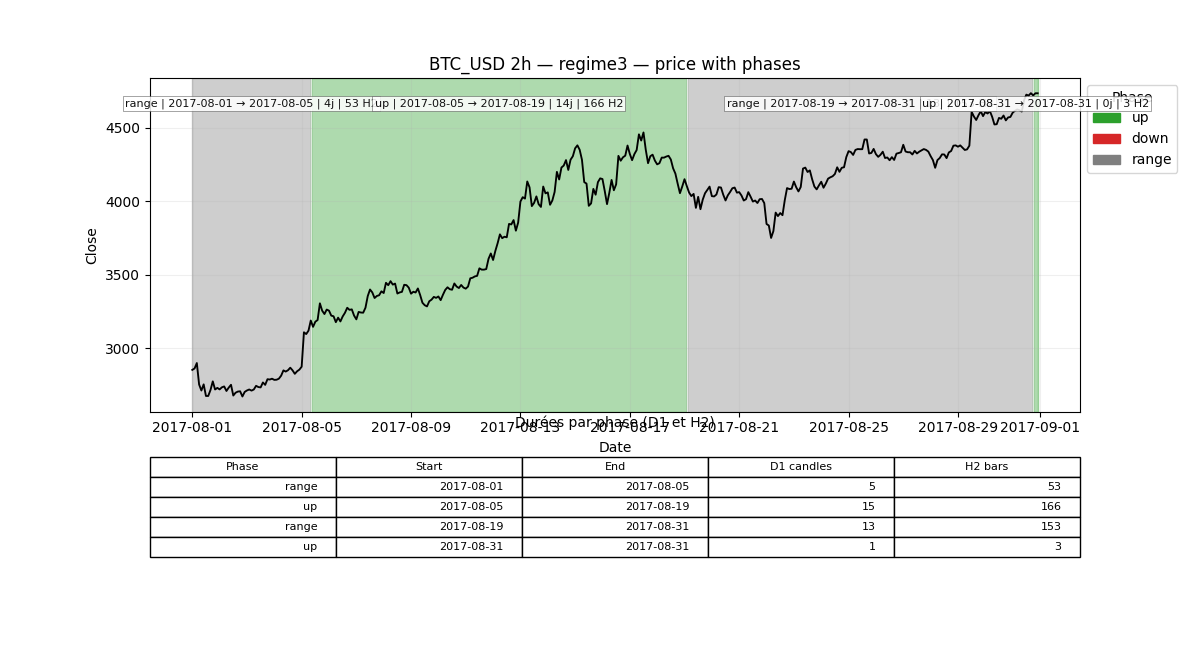 BTC_USD 2h — regime3 — price with phases
range | 2017-08-01 → 2017-08-05 | 4j | 53 H
up | 2017-08-05 → 2017-08-19 | 14j | 166 H2
range | 2017-08-19 → 2017-08-31
up | 2017-08-31 → 2017-08-31 | 0j | 3 H2
Phase
up
down
range
4500
4000
3500
3000
Close
2017-08-01 2017-08-05 2017-08-09 2017-08-13 2017-08-17 2017-08-21 2017-08-25 2017-08-29 2017-09-01
Durées par phase (D1 et H2)
Date
Phase Start End D1 candles H2 bars
range 2017-08-01 2017-08-05 5 53
up 2017-08-05 2017-08-19 15 166
range 2017-08-19 2017-08-31 13 153
up 2017-08-31 2017-08-31 1 3